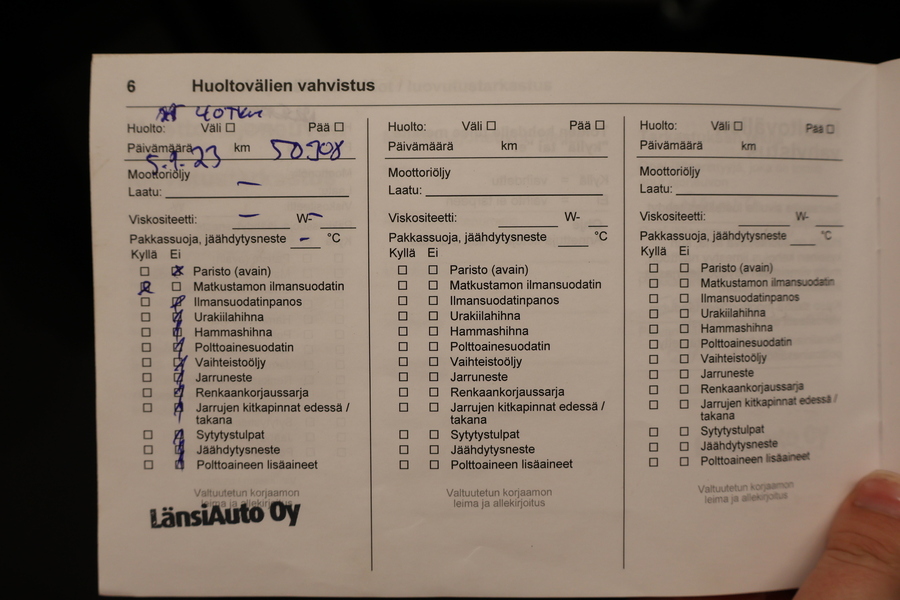 6 Huoltovälien vahvistus
40 Tkm
Huolto: Väli Pää
Päivämäärä km
5.9.23 50308
Moottoriöljy
Laatu: –
Viskositeetti: – W- –
Pakkassuoja, jäähdytysneste – °C
Kyllä Ei
Paristo (avain)
Matkustamon ilmansuodatin
Ilmansuodatinpanos
Urakiilahihna
Hammashihna
Polttoainesuodatin
Vaihteistoöljy
Jarruneste
Renkaankorjaussarja
Jarrujen kitkapinnat edessä /
takana
Sytytystulpat
Jäähdytysneste
Polttoaineen lisäaineet
Valtuutetun korjaamon
leima ja allekirjoitus
LänsiAuto Oy
Huolto: Väli Pää
Päivämäärä km
Moottoriöljy
Laatu:
Viskositeetti: W-
Pakkassuoja, jäähdytysneste °C
Kyllä Ei
Paristo (avain)
Matkustamon ilmansuodatin
Ilmansuodatinpanos
Urakiilahihna
Hammashihna
Polttoainesuodatin
Vaihteistoöljy
Jarruneste
Renkaankorjaussarja
Jarrujen kitkapinnat edessä /
takana
Sytytystulpat
Jäähdytysneste
Polttoaineen lisäaineet
Valtuutetun korjaamon
leima ja allekirjoitus
Huolto: Väli Pää
Päivämäärä km
Moottoriöljy
Laatu:
Viskositeetti: W-
Pakkassuoja, jäähdytysneste °C
Kyllä Ei
Paristo (avain)
Matkustamon ilmansuodatin
Ilmansuodatinpanos
Urakiilahihna
Hammashihna
Polttoainesuodatin
Vaihteistoöljy
Jarruneste
Renkaankorjaussarja
Jarrujen kitkapinnat edessä /
takana
Sytytystulpat
Jäähdytysneste
Polttoaineen lisäaineet
Valtuutetun korjaamon
leima ja allekirjoitus